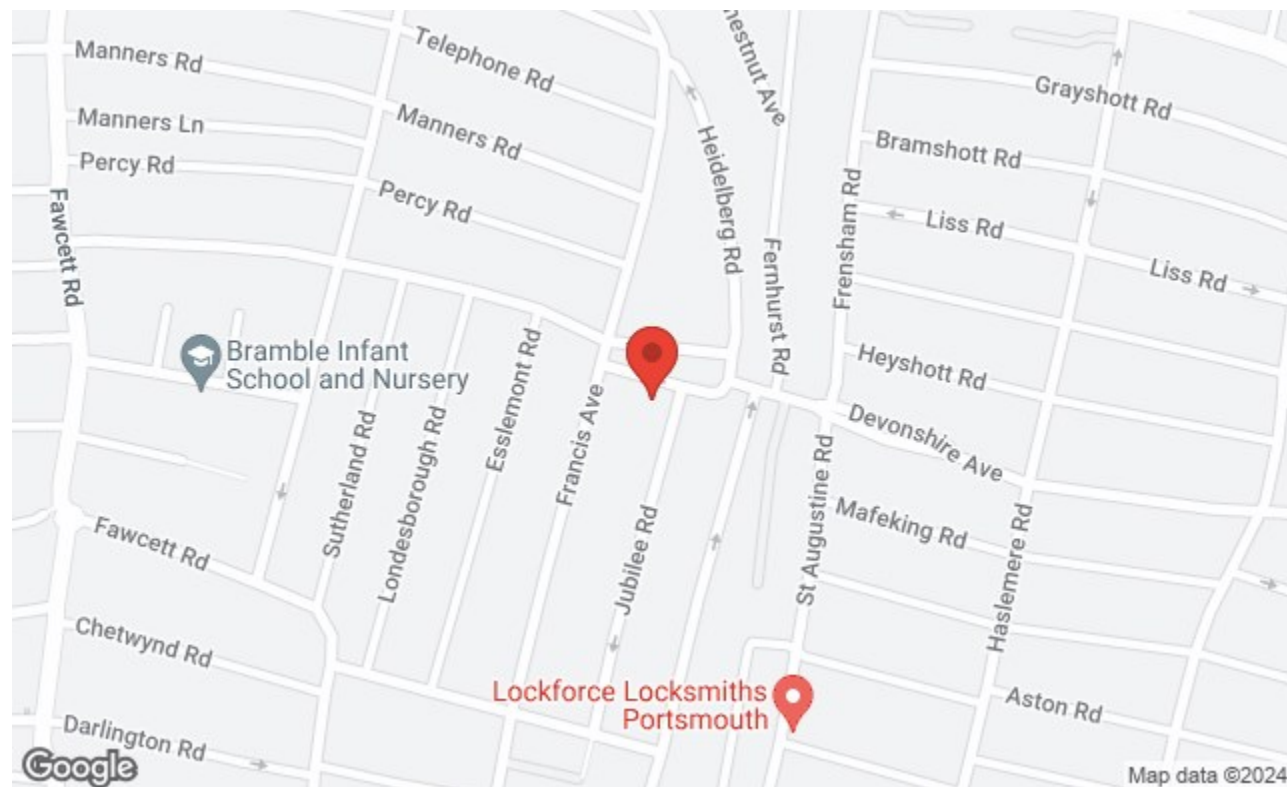 Manners Rd
Telephone Rd
hestnut Ave
Grayshott Rd
Manners Ln
Manners Rd
Heidelberg Rd
Bramshott Rd
Percy Rd
Percy Rd
Fawcett Rd
Frensham Rd
Liss Rd
Liss Rd
Fernhurst Rd
Bramble Infant
School and Nursery
Heyshott Rd
Esslemont Rd
Francis Ave
Devonshire Ave
Sutherland Rd
Londesborough Rd
St Augustine Rd
Mafeking Rd
Fawcett Rd
Jubilee Rd
Haslemere Rd
Chetwynd Rd
Lockforce Locksmiths
Portsmouth
Aston Rd
Darlington Rd
Google
Map data ©2024